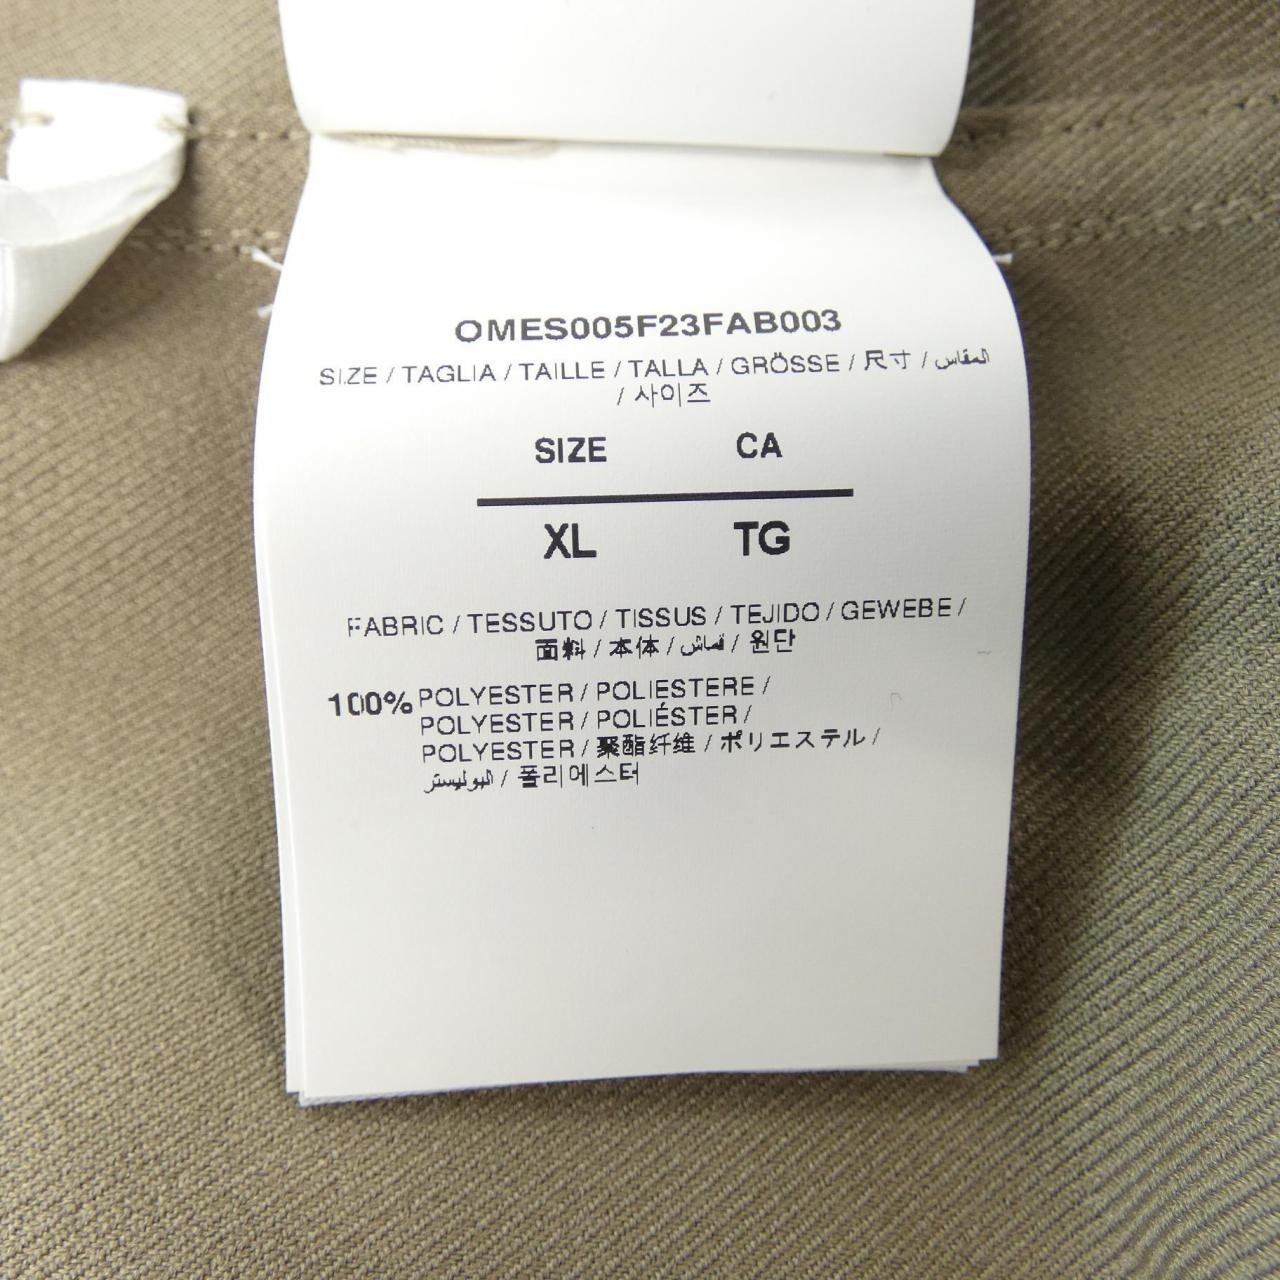 OMES005F23FAB003
SIZE / TAGLIA / TAILLE / TALLA / GRÖSSE / 尺寸 / المقاس
/ 사이즈
SIZE CA
XL TG
FABRIC / TESSUTO / TISSUS / TEJIDO / GEWEBE /
面料 / 本体 / قماش / 원단
100% POLYESTER / POLIESTERE /
POLYESTER / POLIÉSTER /
POLYESTER / 聚酯纤维 / ポリエステル /
البوليستر / 폴리에스터